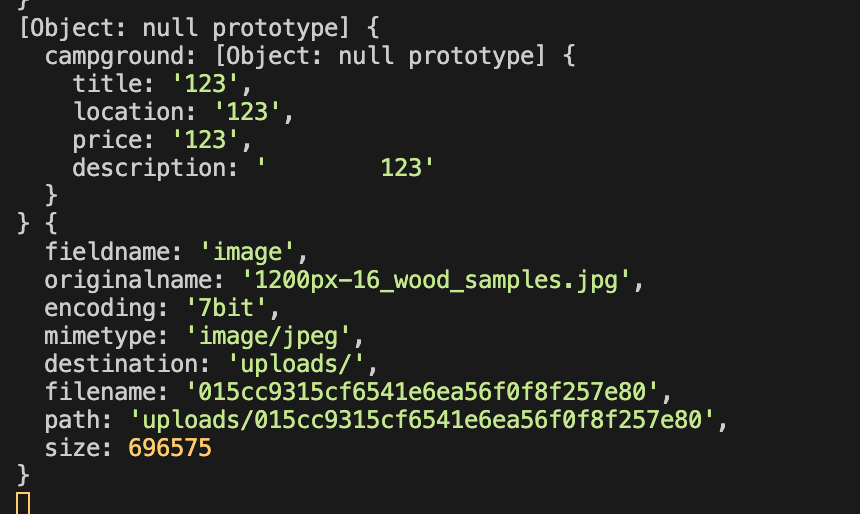 }
[Object: null prototype] {
  campground: [Object: null prototype] {
    title: '123',
    location: '123',
    price: '123',
    description: '        123'
  }
} {
  fieldname: 'image',
  originalname: '1200px-16_wood_samples.jpg',
  encoding: '7bit',
  mimetype: 'image/jpeg',
  destination: 'uploads/',
  filename: '015cc9315cf6541e6ea56f0f8f257e80',
  path: 'uploads/015cc9315cf6541e6ea56f0f8f257e80',
  size: 696575
}